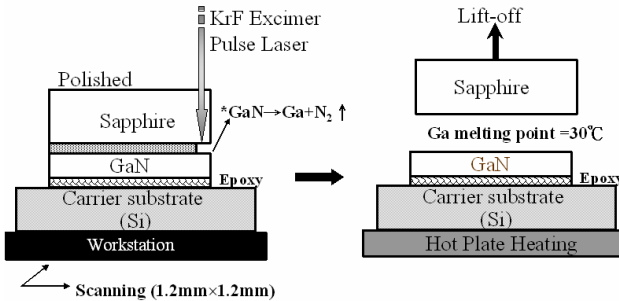 KrF Excimer
Pulse Laser
Polished
Sapphire
*GaN→Ga+N₂ ↑
GaN
Epoxy
Carrier substrate
(Si)
Workstation
Scanning (1.2mm×1.2mm)
Lift-off
Sapphire
Ga melting point =30℃
GaN
Epoxy
Carrier substrate
(Si)
Hot Plate Heating